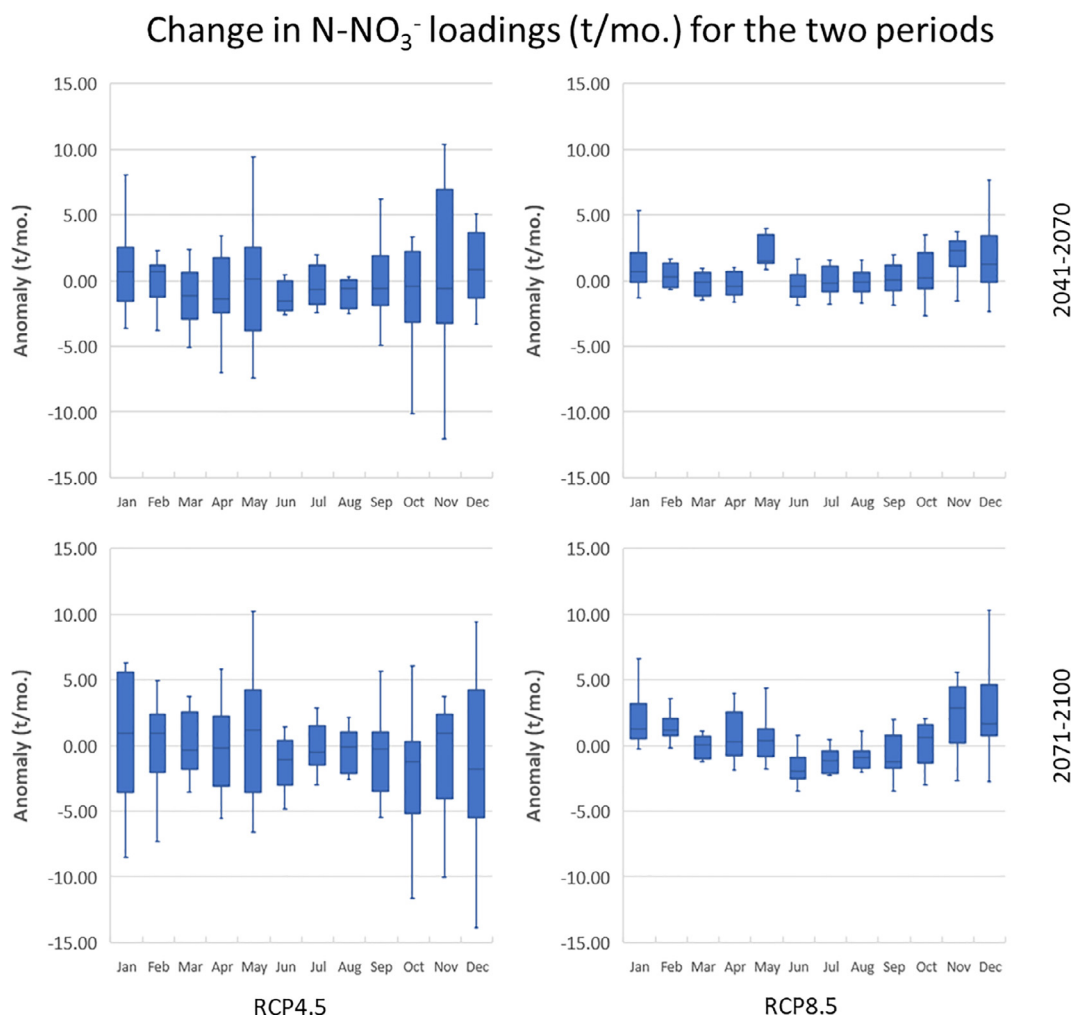 Change in N-NO₃⁻ loadings (t/mo.) for the two periods
15.00
10.00
5.00
0.00
-5.00
-10.00
-15.00
Anomaly (t/mo.)
Jan Feb Mar Apr May Jun Jul Aug Sep Oct Nov Dec
15.00
10.00
5.00
0.00
-5.00
-10.00
-15.00
Anomaly (t/mo.)
Jan Feb Mar Apr May Jun Jul Aug Sep Oct Nov Dec
2041-2070
15.00
10.00
5.00
0.00
-5.00
-10.00
-15.00
Anomaly (t/mo.)
Jan Feb Mar Apr May Jun Jul Aug Sep Oct Nov Dec
15.00
10.00
5.00
0.00
-5.00
-10.00
-15.00
Anomaly (t/mo.)
Jan Feb Mar Apr May Jun Jul Aug Sep Oct Nov Dec
2071-2100
RCP4.5
RCP8.5